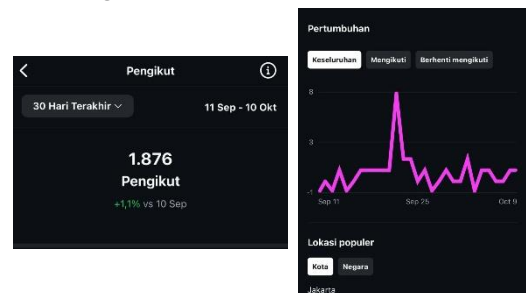 Pengikut
30 Hari Terakhir
11 Sep - 10 Okt
1.876
Pengikut
+1,1% vs 10 Sep
Pertumbuhan
Keseluruhan Mengikuti Berhenti mengikuti
8
3
-1
Sep 11 Sep 25 Oct 9
Lokasi populer
Kota Negara
Jakarta